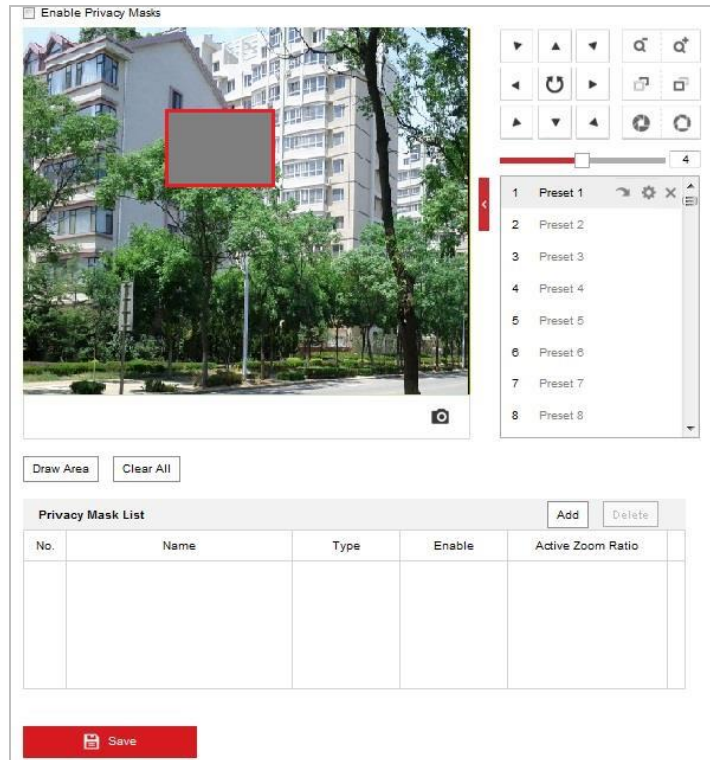 Enable Privacy Masks
4
1 Preset 1
2 Preset 2
3 Preset 3
4 Preset 4
5 Preset 5
6 Preset 6
7 Preset 7
8 Preset 8
Draw Area Clear All
Privacy Mask List Add Delete
No. Name Type Enable Active Zoom Ratio
Save